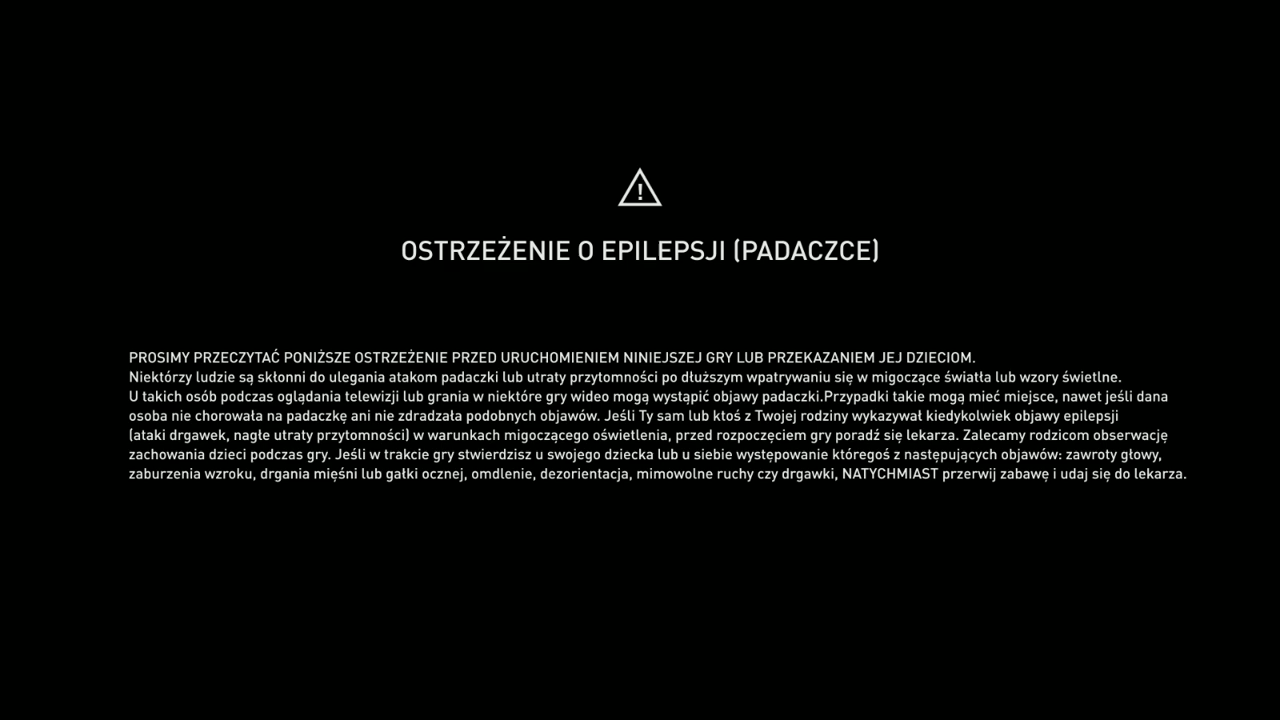 OSTRZEŻENIE O EPILEPSJI (PADACZCE)
PROSIMY PRZECZYTAĆ PONIŻSZE OSTRZEŻENIE PRZED URUCHOMIENIEM NINIEJSZEJ GRY LUB PRZEKAZANIEM JEJ DZIECIOM.
Niektórzy ludzie są skłonni do ulegania atakom padaczki lub utraty przytomności po dłuższym wpatrywaniu się w migoczące światła lub wzory świetlne.
U takich osób podczas oglądania telewizji lub grania w niektóre gry wideo mogą wystąpić objawy padaczki.Przypadki takie mogą mieć miejsce, nawet jeśli dana
osoba nie chorowała na padaczkę ani nie zdradzała podobnych objawów. Jeśli Ty sam lub ktoś z Twojej rodziny wykazywał kiedykolwiek objawy epilepsji
(ataki drgawek, nagłe utraty przytomności) w warunkach migoczącego oświetlenia, przed rozpoczęciem gry poradź się lekarza. Zalecamy rodzicom obserwację
zachowania dzieci podczas gry. Jeśli w trakcie gry stwierdzisz u swojego dziecka lub u siebie występowanie któregoś z następujących objawów: zawroty głowy,
zaburzenia wzroku, drgania mięśni lub gałki ocznej, omdlenie, dezorientacja, mimowolne ruchy czy drgawki, NATYCHMIAST przerwij zabawę i udaj się do lekarza.